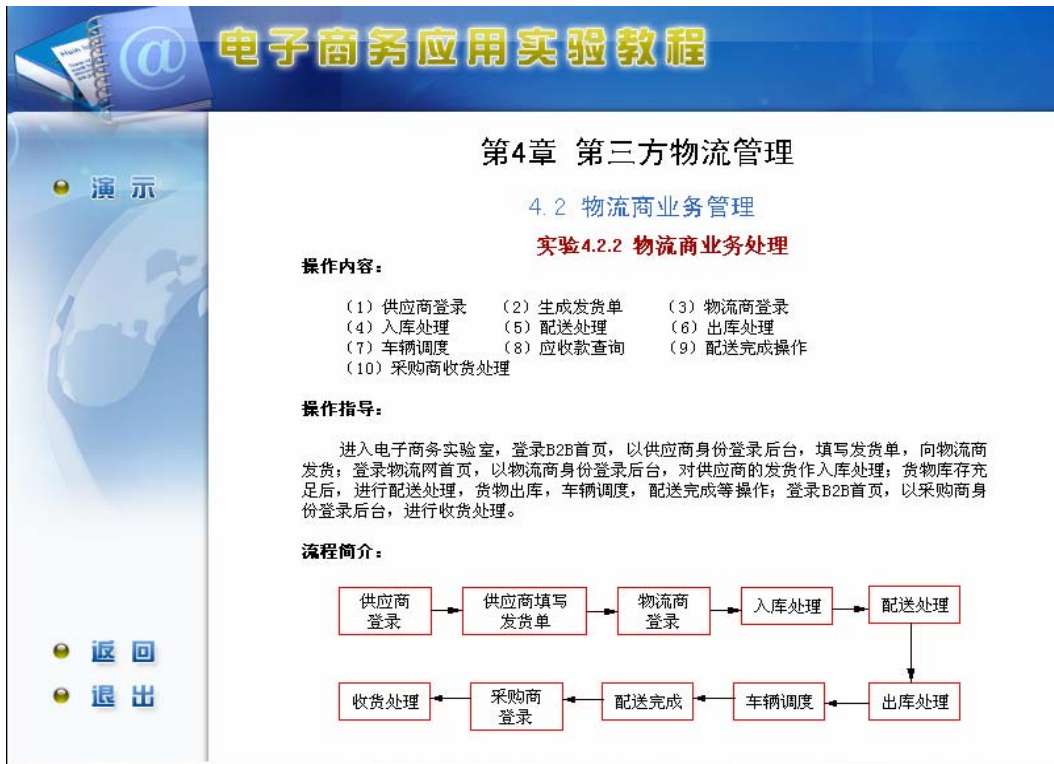 电子商务应用实验教程
演示
第4章 第三方物流管理
4.2 物流商业务管理
实验4.2.2 物流商业务处理
操作内容：
（1）供应商登录 （2）生成发货单 （3）物流商登录
（4）入库处理 （5）配送处理 （6）出库处理
（7）车辆调度 （8）应收款查询 （9）配送完成操作
（10）采购商收货处理
操作指导：
进入电子商务实验室，登录B2B首页，以供应商身份登录后台，填写发货单，向物流商
发货；登录物流网首页，以物流商身份登录后台，对供应商的发货作入库处理；货物库存充
足后，进行配送处理，货物出库，车辆调度，配送完成等操作；登录B2B首页，以采购商身
份登录后台，进行收货处理。
流程简介：
供应商
登录
供应商填写
发货单
物流商
登录
入库处理
配送处理
收货处理
采购商
登录
配送完成
车辆调度
出库处理
返回
退出